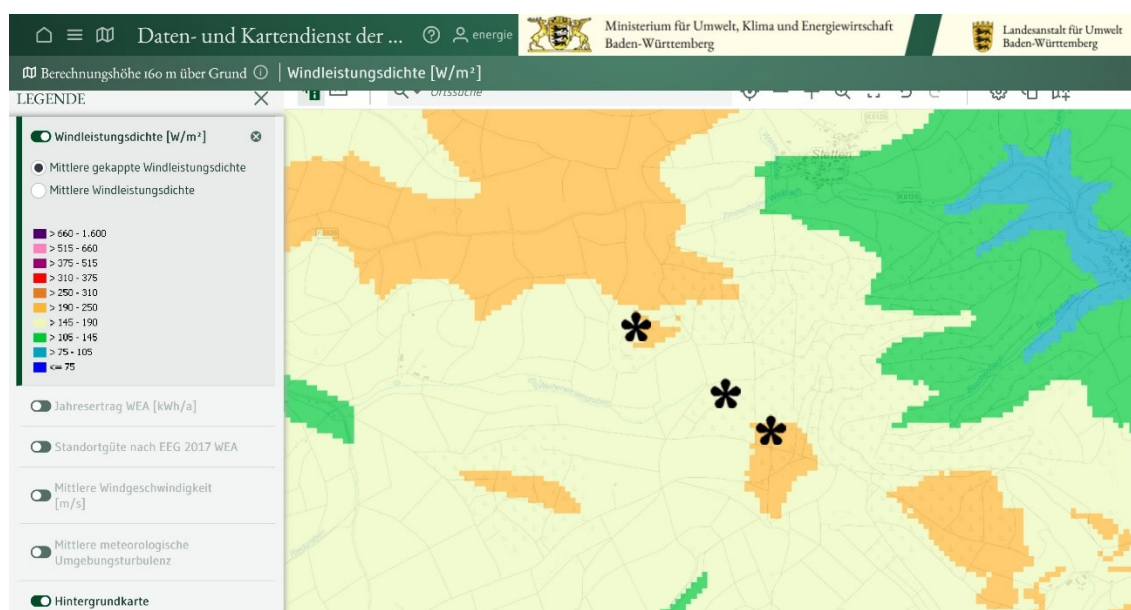 Daten- und Kartendienst der ...
energie
Ministerium für Umwelt, Klima und Energiewirtschaft
Baden-Württemberg
Landesanstalt für Umwelt
Baden-Württemberg
Berechnungshöhe 160 m über Grund
Windleistungsdichte [W/m²]
LEGENDE
Ortssuche
Windleistungsdichte [W/m²]
Mittlere gekappte Windleistungsdichte
Mittlere Windleistungsdichte
> 660 - 1.600
> 515 - 660
> 375 - 515
> 310 - 375
> 250 - 310
> 190 - 250
> 145 - 190
> 105 - 145
> 75 - 105
<= 75
Jahresertrag WEA [kWh/a]
Standortgüte nach EEG 2017 WEA
Mittlere Windgeschwindigkeit
[m/s]
Mittlere meteorologische
Umgebungsturbulenz
Hintergrundkarte
Stetten